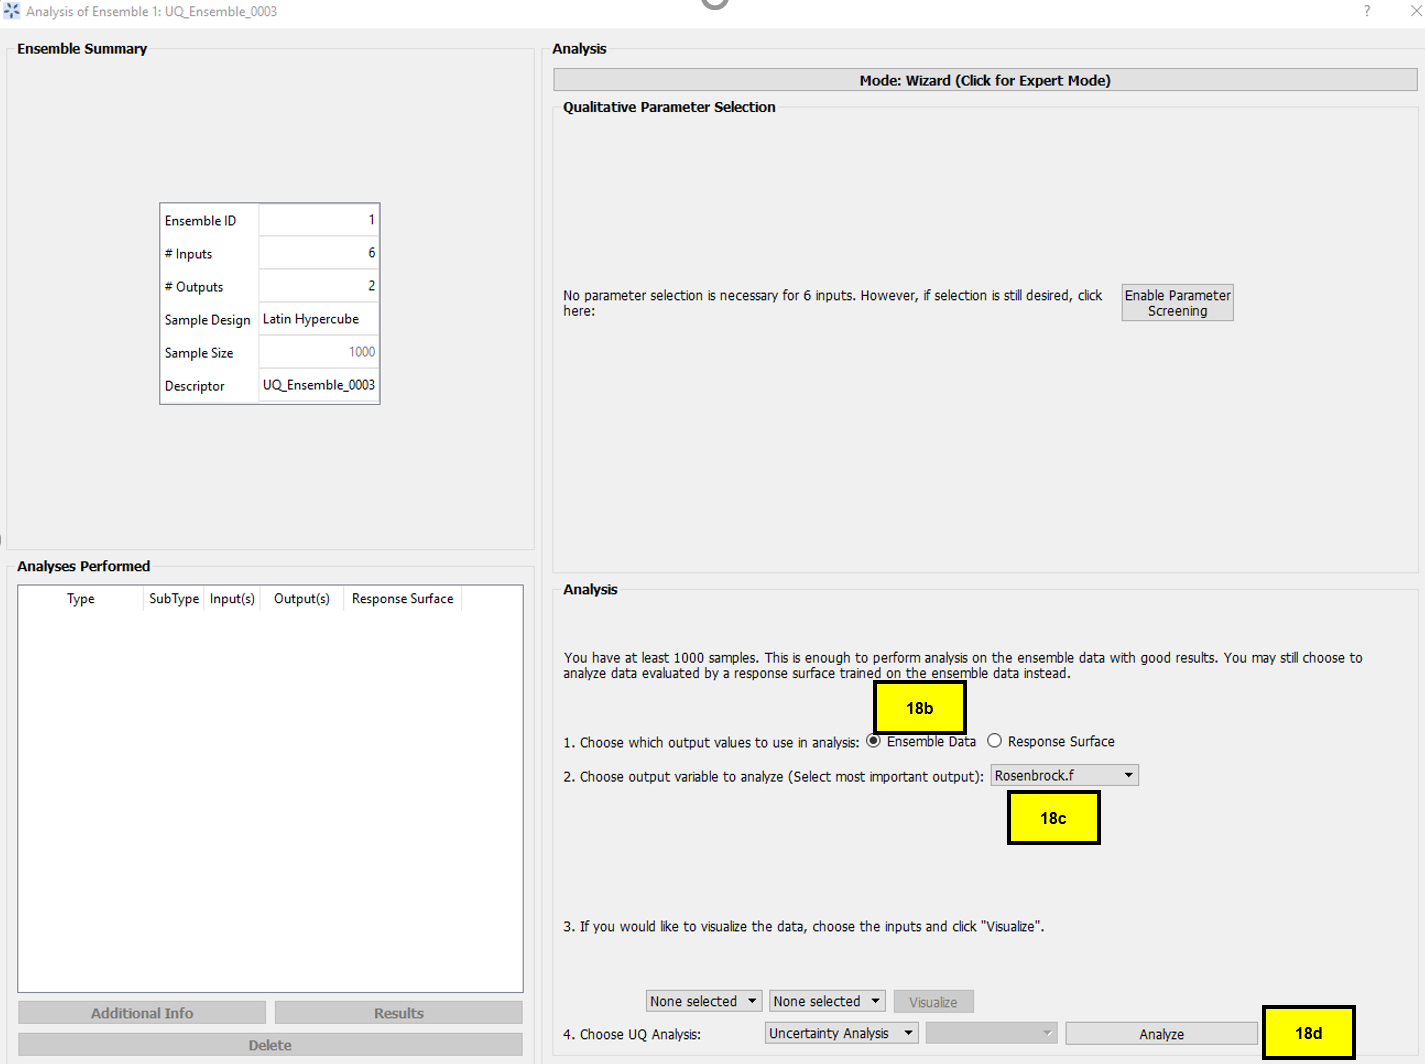 Analysis of Ensemble 1: UQ_Ensemble_0003
?
Ensemble Summary
Ensemble ID 1
# Inputs 6
# Outputs 2
Sample Design Latin Hypercube
Sample Size 1000
Descriptor UQ_Ensemble_0003
Analyses Performed
Type SubType Input(s) Output(s) Response Surface
Additional Info Results
Delete
Analysis
Mode: Wizard (Click for Expert Mode)
Qualitative Parameter Selection
No parameter selection is necessary for 6 inputs. However, if selection is still desired, click
here:
Enable Parameter
Screening
Analysis
You have at least 1000 samples. This is enough to perform analysis on the ensemble data with good results. You may still choose to
analyze data evaluated by a response surface trained on the ensemble data instead.
18b
1. Choose which output values to use in analysis: Ensemble Data Response Surface
2. Choose output variable to analyze (Select most important output): Rosenbrock.f
18c
3. If you would like to visualize the data, choose the inputs and click "Visualize".
None selected None selected Visualize
4. Choose UQ Analysis: Uncertainty Analysis Analyze 18d